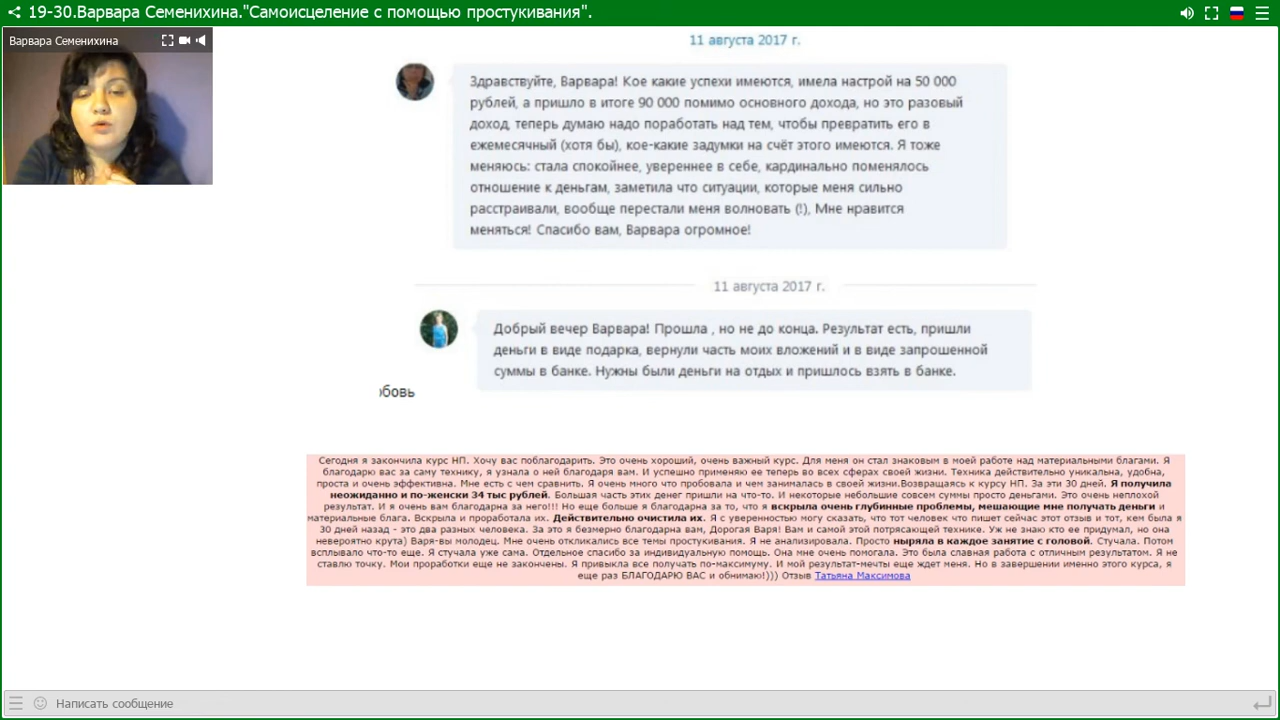 19-30.Варвара Семенихина."Самоисцеление с помощью простукивания".
Варвара Семенихина
11 августа 2017 г.
Здравствуйте, Варвара! Кое какие успехи имеются, имела настрой на 50 000
рублей, а пришло в итоге 90 000 помимо основного дохода, но это разовый
доход, теперь думаю надо поработать над тем, чтобы превратить его в
ежемесячный (хотя бы), кое-какие задумки на счёт этого имеются. Я тоже
меняюсь: стала спокойнее, увереннее в себе, кардинально поменялось
отношение к деньгам, заметила что ситуации, которые меня сильно
расстраивали, вообще перестали меня волновать (!), Мне нравится
меняться! Спасибо вам, Варвара огромное!
11 августа 2017 г.
Добрый вечер Варвара! Прошла , но не до конца. Результат есть, пришли
деньги в виде подарка, вернули часть моих вложений и в виде запрошенной
суммы в банке. Нужны были деньги на отдых и пришлось взять в банке.
овь
Сегодня я закончила курс НП. Хочу вас поблагодарить. Это очень хороший, очень важный курс. Для меня он стал знаковым в моей работе над материальными благами. Я
благодарю вас за саму технику, я узнала о ней благодаря вам. И успешно применяю ее теперь во всех сферах своей жизни. Техника действительно уникальна, удобна,
проста и очень эффективна. Мне есть с чем сравнить. Я очень много что пробовала и чем занималась в своей жизни.Возвращаясь к курсу НП. За эти 30 дней. Я получила
неожиданно и по-женски 34 тыс рублей. Большая часть этих денег пришли на что-то. И некоторые небольшие совсем суммы просто деньгами. Это очень неплохой
результат. И я очень вам благодарна за него!!! Но еще больше я благодарна за то, что я вскрыла очень глубинные проблемы, мешающие мне получать деньги и
материальные блага. Вскрыла и проработала их. Действительно очистила их. Я с уверенностью могу сказать, что тот человек что пишет сейчас этот отзыв и тот, кем была я
30 дней назад - это два разных человека. За это я безмерно благодарна вам, Дорогая Варя! Вам и самой этой потрясающей технике. Уж не знаю кто ее придумал, но она
невероятно крута) Варя-вы молодец. Мне очень откликались все темы простукивания. Я не анализировала. Просто ныряла в каждое занятие с головой. Стучала. Потом
всплывало что-то еще. Я стучала уже сама. Отдельное спасибо за индивидуальную помощь. Она мне очень помогала. Это была славная работа с отличным результатом. Я не
ставлю точку. Мои проработки еще не закончены. Я привыкла все получать по-максимуму. И мой результат-мечты еще ждет меня. Но в завершении именно этого курса, я
еще раз БЛАГОДАРЮ ВАС и обнимаю!))) Отзыв Татьяна Максимова
Написать сообщение